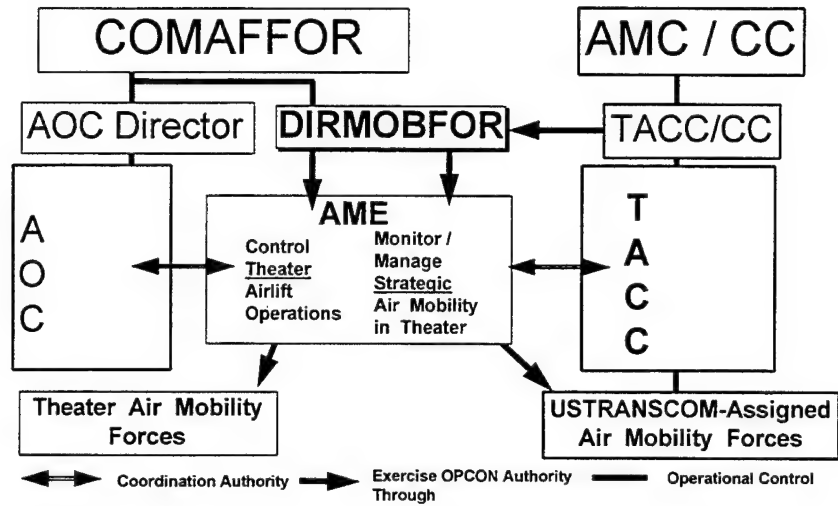 COMAFFOR
AMC / CC
AOC Director
DIRMOBFOR
TACC/CC
A
O
C
AME
Control
Theater
Airlift
Operations
Monitor /
Manage
Strategic
Air Mobility
in Theater
T
A
C
C
Theater Air Mobility
Forces
USTRANSCOM-Assigned
Air Mobility Forces
Coordination Authority
Exercise OPCON Authority
Through
Operational Control